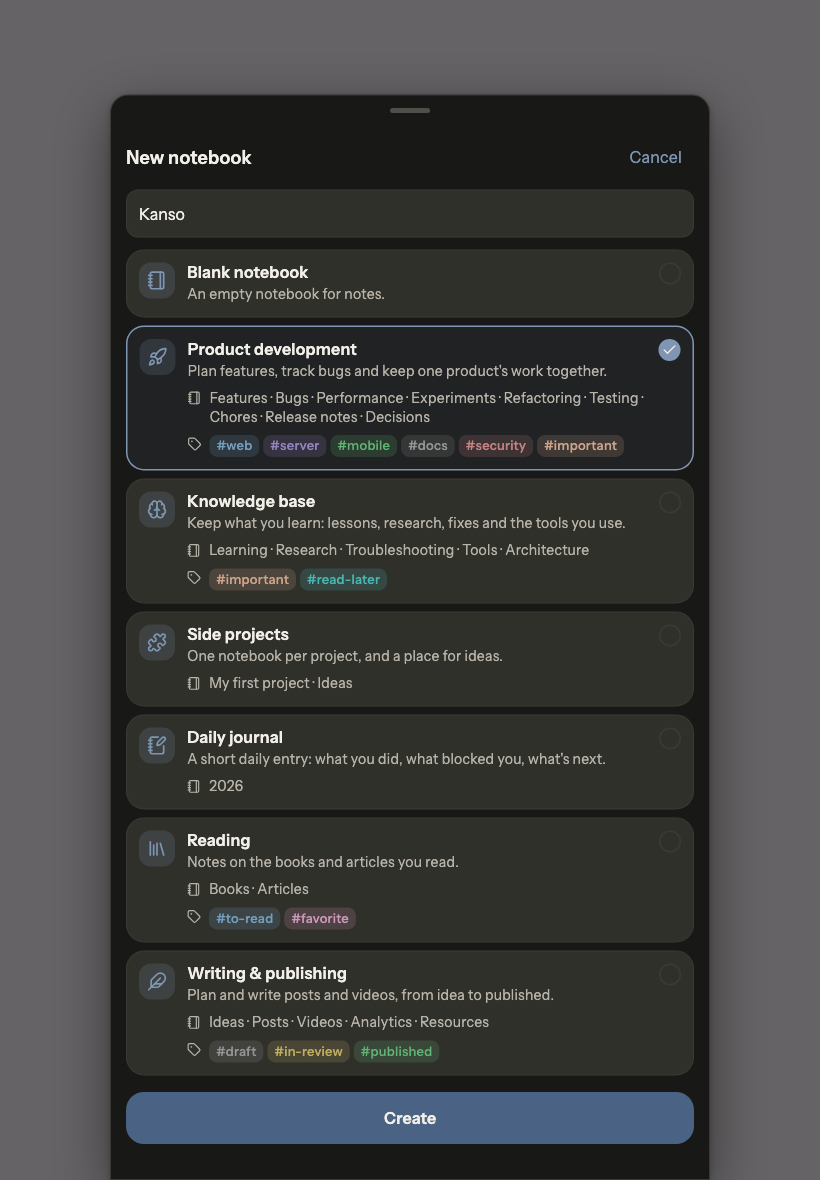 New notebook
Cancel
Kanso
Blank notebook
An empty notebook for notes.
Product development
Plan features, track bugs and keep one product's work together.
Features · Bugs · Performance · Experiments · Refactoring · Testing ·
Chores · Release notes · Decisions
#web #server #mobile #docs #security #important
Knowledge base
Keep what you learn: lessons, research, fixes and the tools you use.
Learning · Research · Troubleshooting · Tools · Architecture
#important #read-later
Side projects
One notebook per project, and a place for ideas.
My first project · Ideas
Daily journal
A short daily entry: what you did, what blocked you, what's next.
2026
Reading
Notes on the books and articles you read.
Books · Articles
#to-read #favorite
Writing & publishing
Plan and write posts and videos, from idea to published.
Ideas · Posts · Videos · Analytics · Resources
#draft #in-review #published
Create